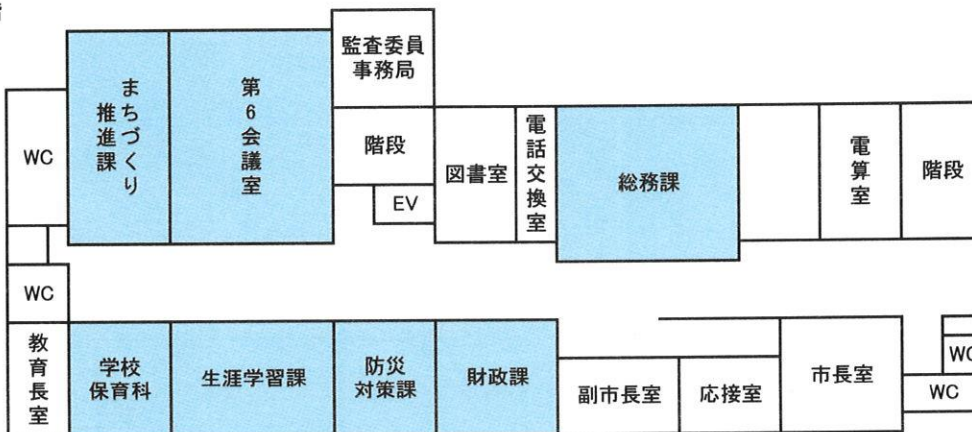 監査委員
事務局
まちづくり
推進課
第6会議室
WC
階段
EV
図書室
電話交換室
総務課
電算室
階段
WC
教育長室
学校
保育科
生涯学習課
防災
対策課
財政課
副市長室
応接室
市長室
WC
WC